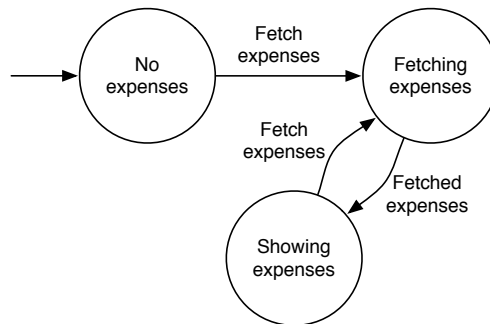 Fetch
expenses
No
expenses
Fetching
expenses
Fetch
expenses
Fetched
expenses
Showing
expenses